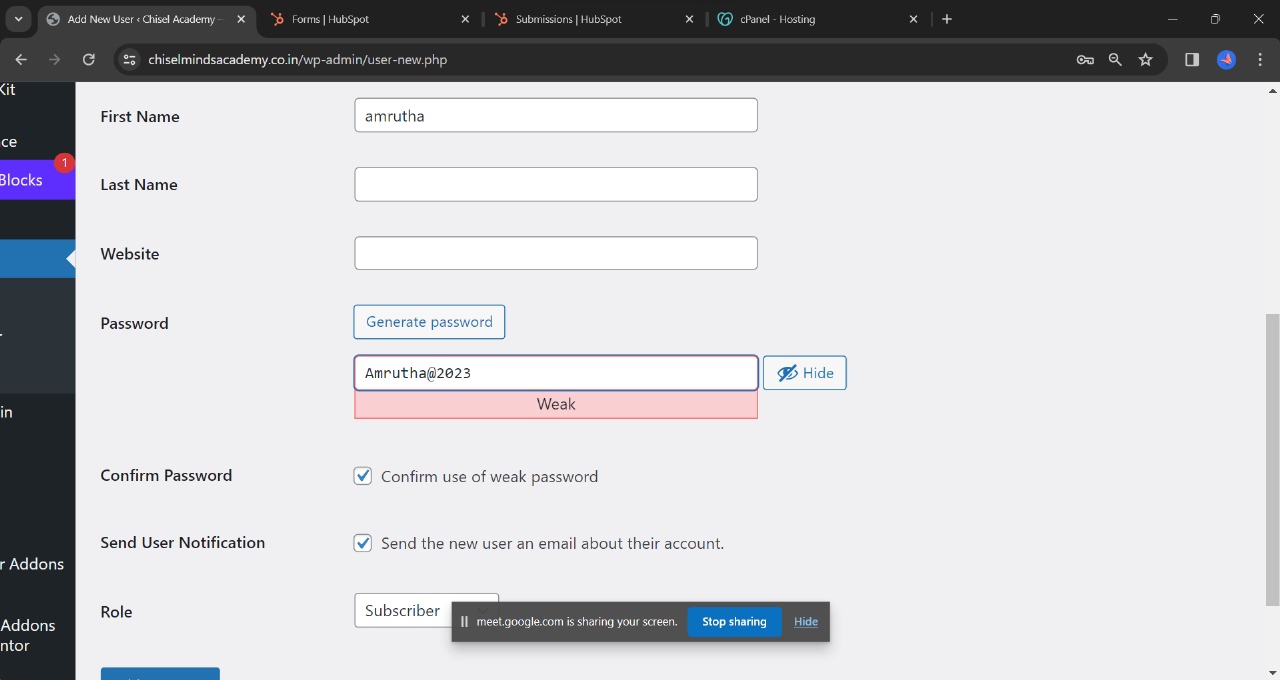 Add New User ‹ Chisel Academy
Forms | HubSpot
Submissions | HubSpot
cPanel - Hosting
chiselmindsacademy.co.in/wp-admin/user-new.php
Kit
ce
Blocks
1
in
r Addons
Addons
ntor
First Name
amrutha
Last Name
Website
Password
Generate password
Amrutha@2023
Hide
Weak
Confirm Password
Confirm use of weak password
Send User Notification
Send the new user an email about their account.
Role
Subscriber
meet.google.com is sharing your screen.
Stop sharing
Hide